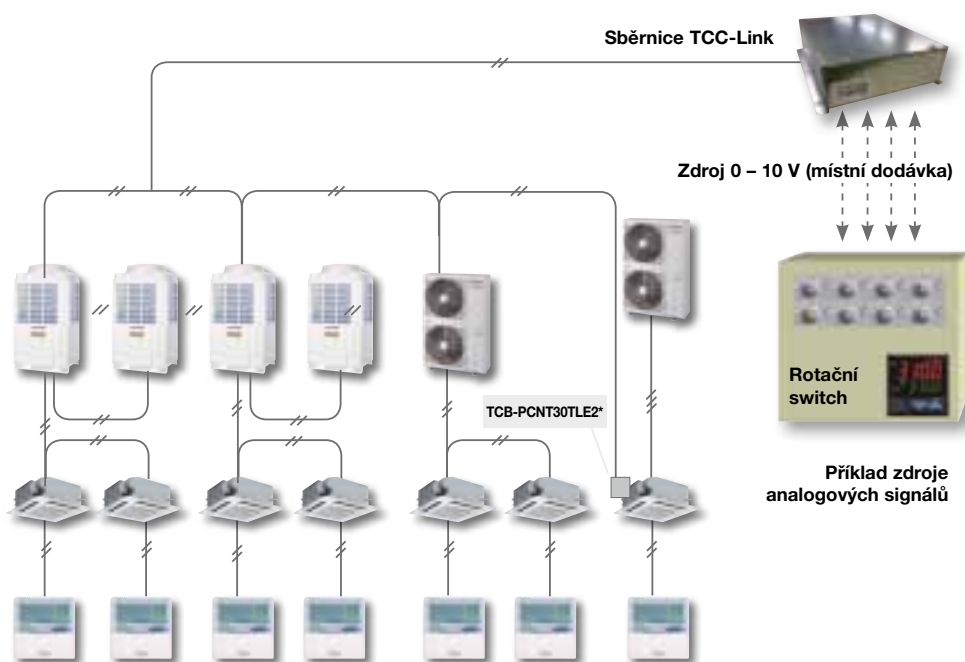 Sběrnice TCC-Link
Zdroj 0 – 10 V (místní dodávka)
TCB-PCNT30TLE2*
Rotační
switch
Příklad zdroje
analogových signálů